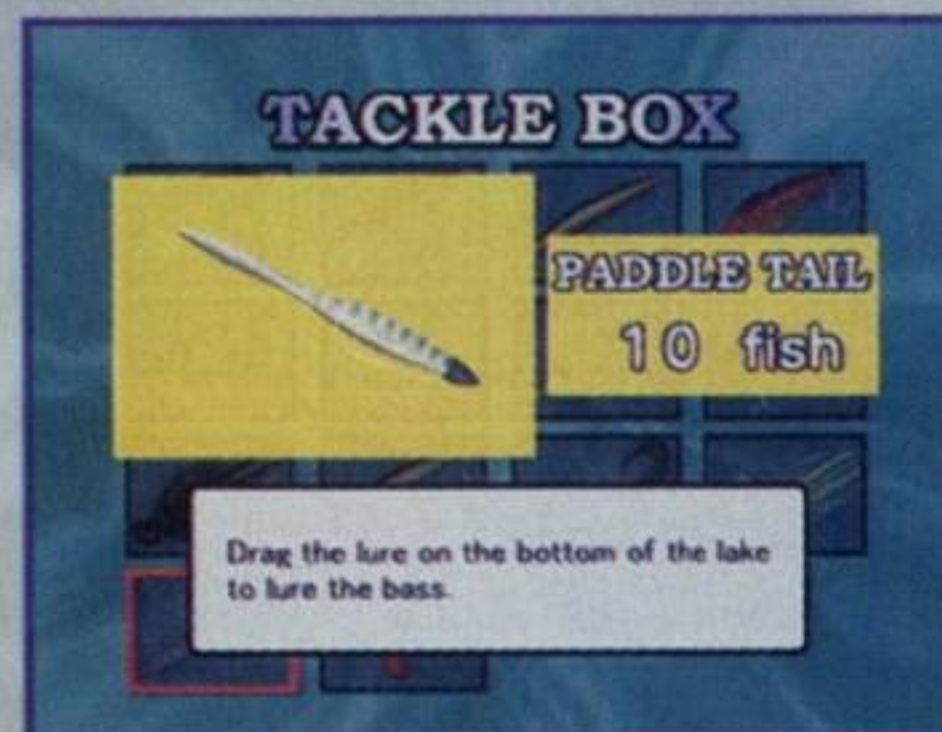 TACKLE BOX
PADDLE TAIL
10 fish
Drag the lure on the bottom of the lake
to lure the bass.